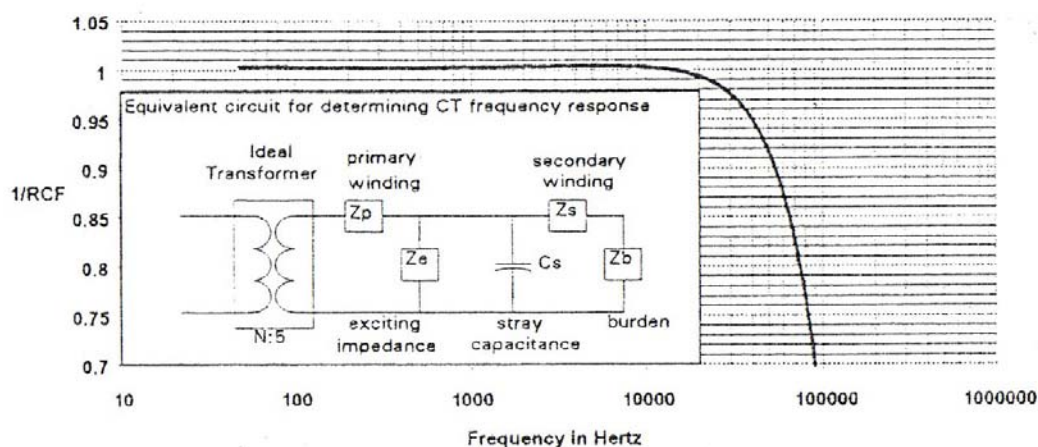 1.05
1
0.95
0.9
1/RCF
0.85
0.8
0.75
0.7
Equivalent circuit for determining CT frequency response
Ideal
Transformer
primary
winding
secondary
winding
Zp
Zs
Ze
Cs
Zb
N:5
exciting
impedance
stray
capacitance
burden
10
100
1000
10000
100000
1000000
Frequency in Hertz